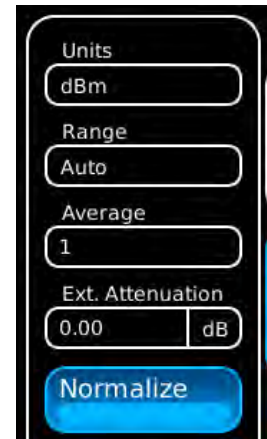 Units
dBm
Range
Auto
Average
1
Ext. Attenuation
0.00 dB
Normalize